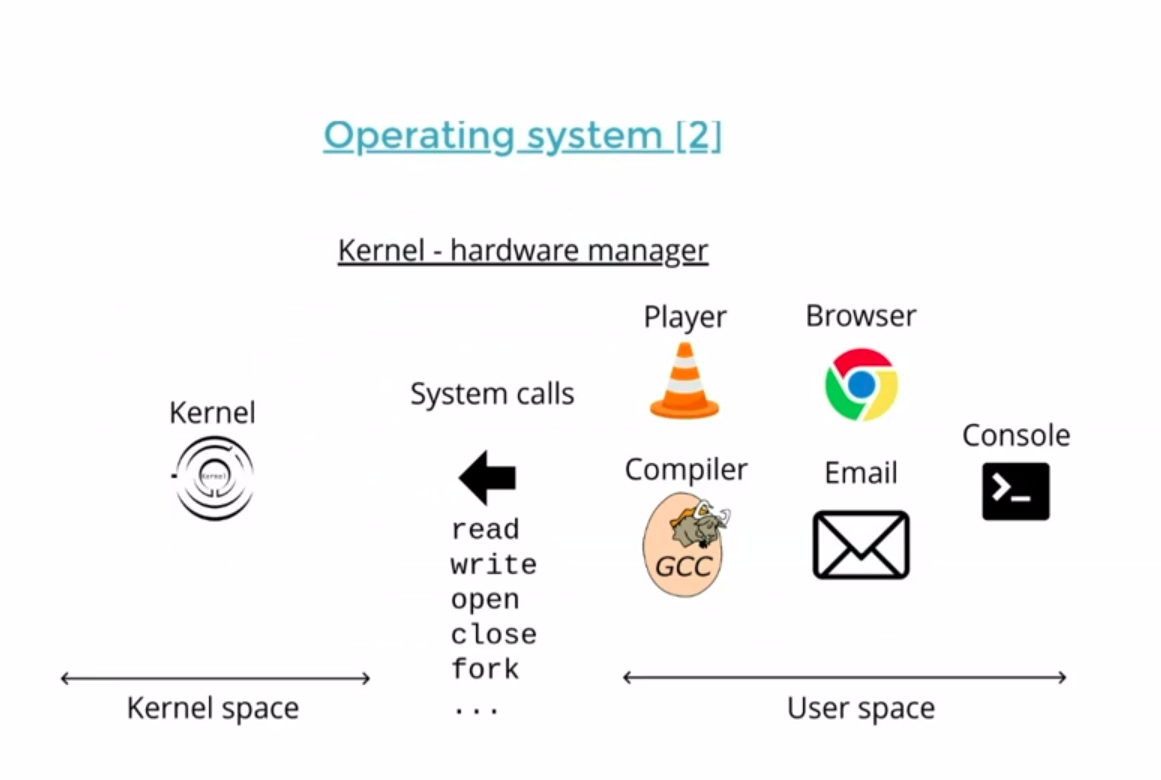 Operating system [2]
Kernel - hardware manager
Kernel
Kernel
Kernel space
System calls
read
write
open
close
fork
...
Player
Browser
Compiler
GCC
Email
Console
User space